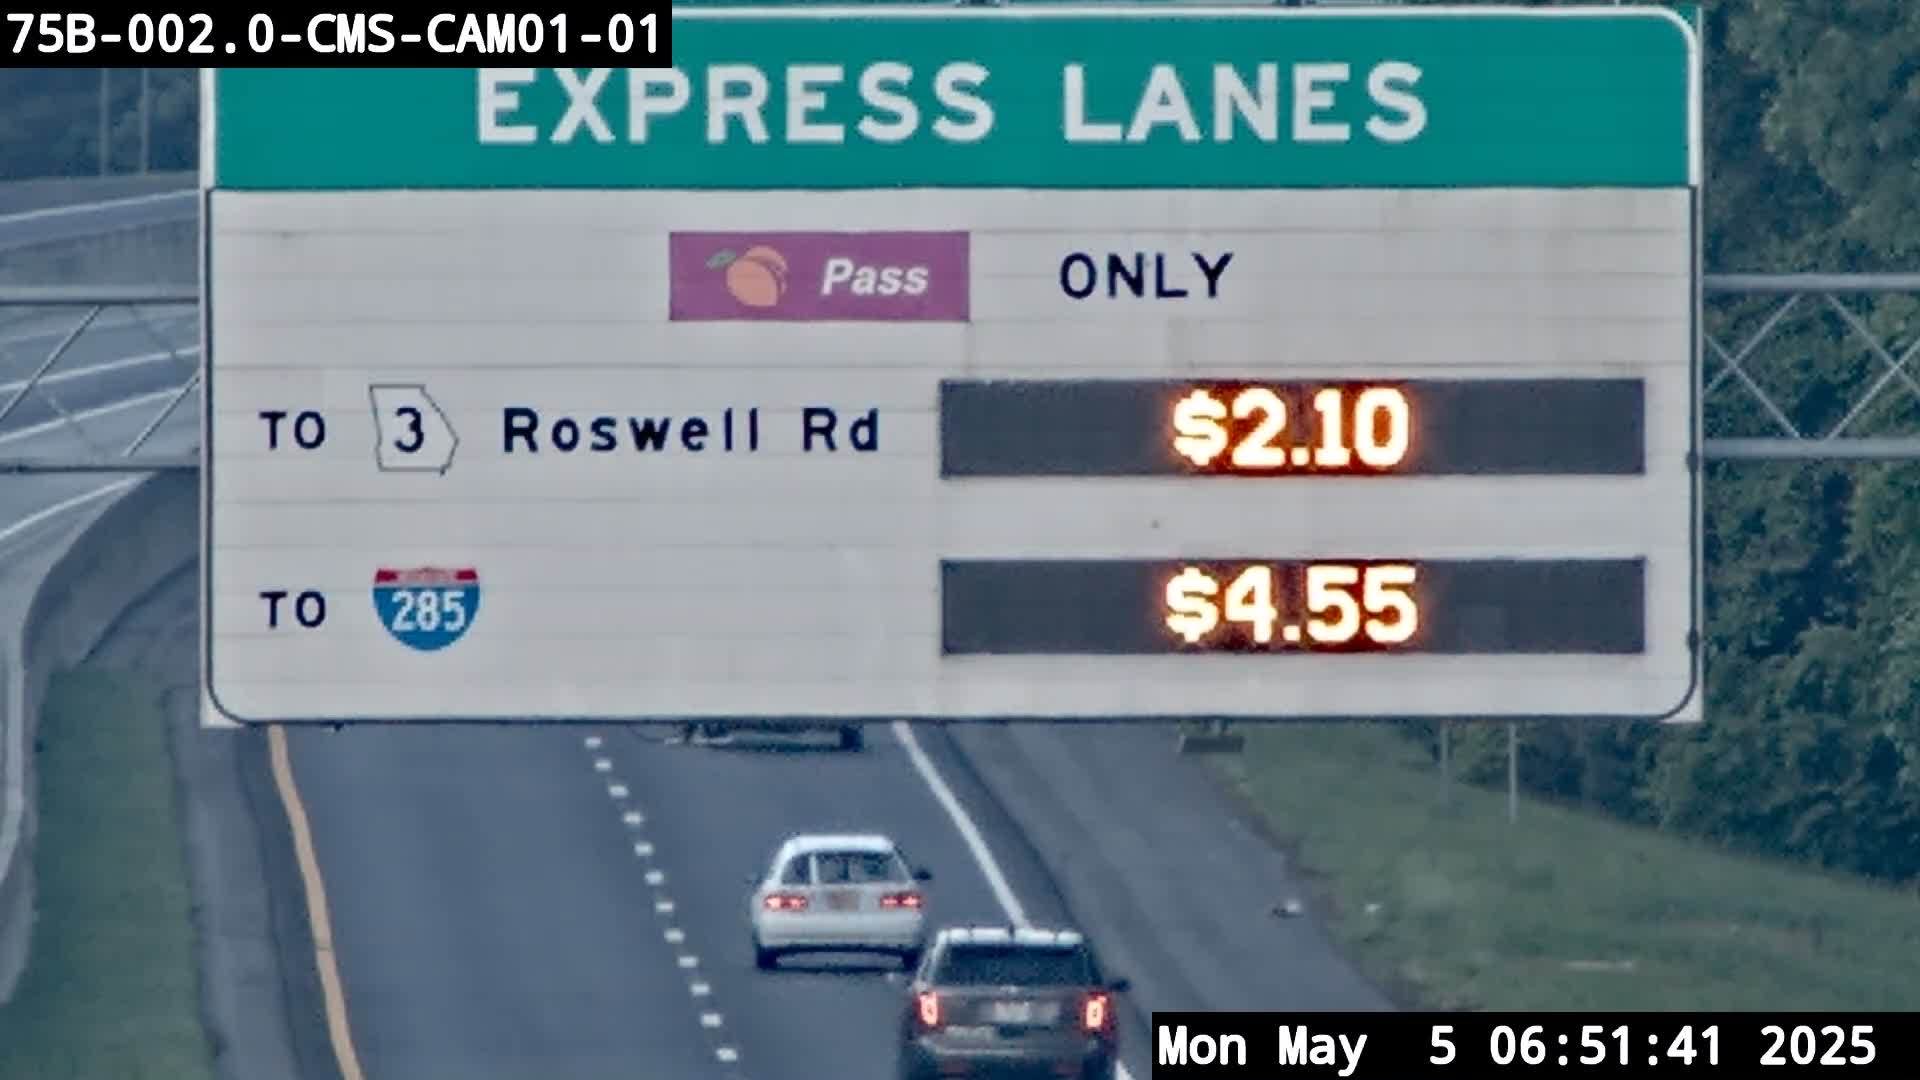 75B-002.0-CMS-CAM01-01
EXPRESS LANES
Pass ONLY
TO 3 Roswell Rd $2.10
TO 285 $4.55
Mon May 5 06:51:41 2025